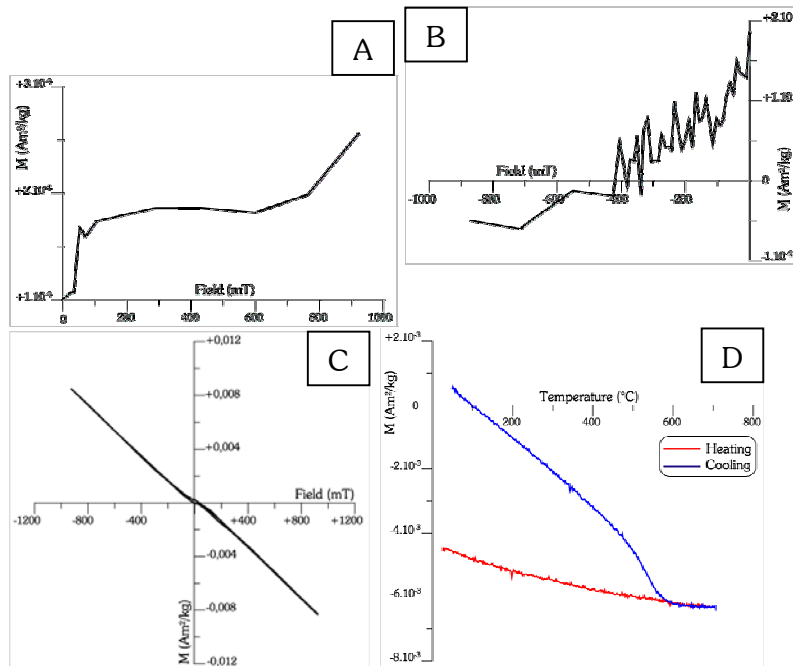 A
+3.10⁻⁴
M (Am²/kg)
+2.10⁻⁴
+1.10⁻⁴
Field (mT)
0 200 400 600 800 1000
B
+2.10
+1.10
0
Field (mT)
-1000 -800 -600 -400 -200
M (Am²/kg)
C
+0,012
+0,008
+0,004
Field (mT)
-1200 -800 -400 +400 +800 +1200
-0,004
-0,008
-0,012
M (Am²/kg)
D
+2.10⁻³
M (Am²/kg)
Temperature (°C)
0
200 400 600 800
Heating
Cooling
-2.10⁻³
-4.10⁻³
-6.10⁻³
-8.10⁻³